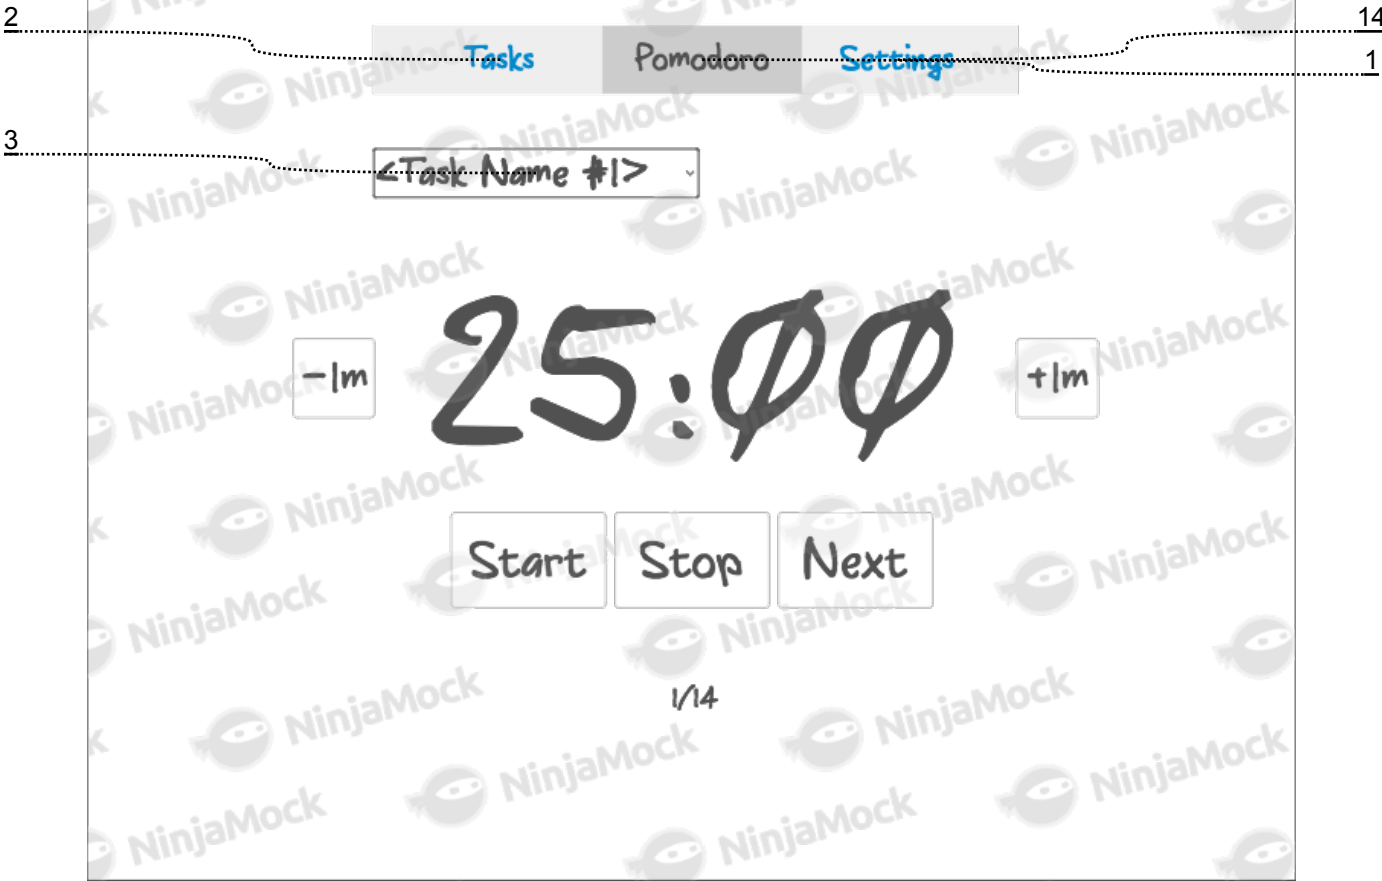 2
14
Tasks Pomodoro Settings
1
3
<Task Name #1>
-1m 25:00 +1m
Start Stop Next
1/14
NinjaMock